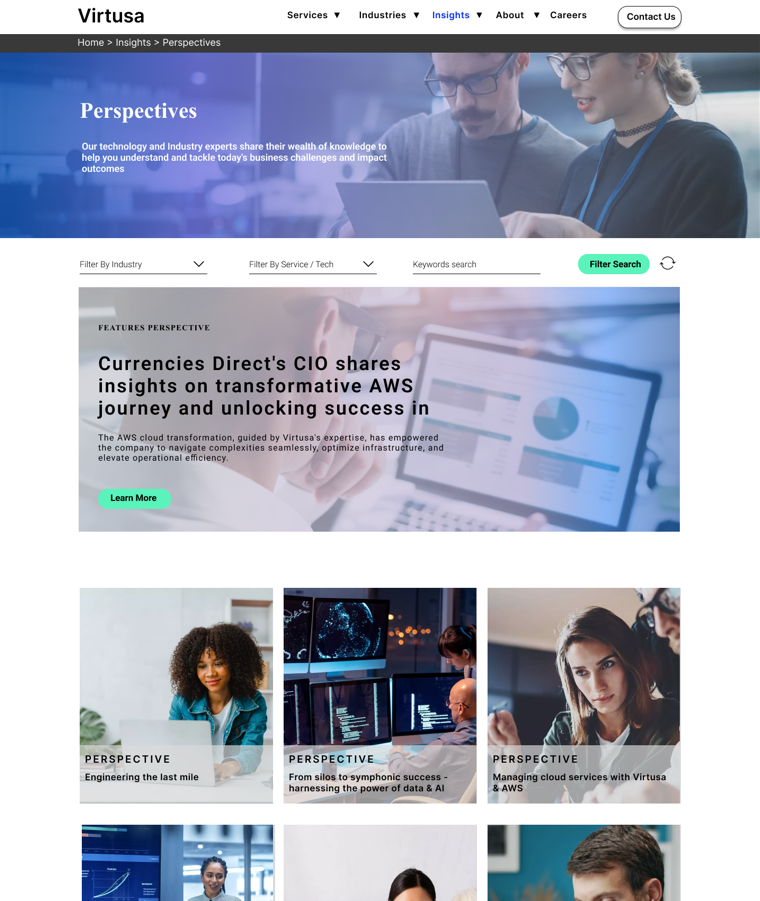 Virtusa
Services ▼ Industries ▼ Insights ▼ About ▼ Careers Contact Us
Home > Insights > Perspectives
Perspectives
Our technology and Industry experts share their wealth of knowledge to
help you understand and tackle today's business challenges and impact
outcomes
Filter By Industry
Filter By Service / Tech
Keywords search
Filter Search
FEATURES PERSPECTIVE
Currencies Direct's CIO shares
insights on transformative AWS
journey and unlocking success in
The AWS cloud transformation, guided by Virtusa's expertise, has empowered
the company to navigate complexities seamlessly, optimize infrastructure, and
elevate operational efficiency.
Learn More
PERSPECTIVE
Engineering the last mile
PERSPECTIVE
From silos to symphonic success -
harnessing the power of data & AI
PERSPECTIVE
Managing cloud services with Virtusa
& AWS